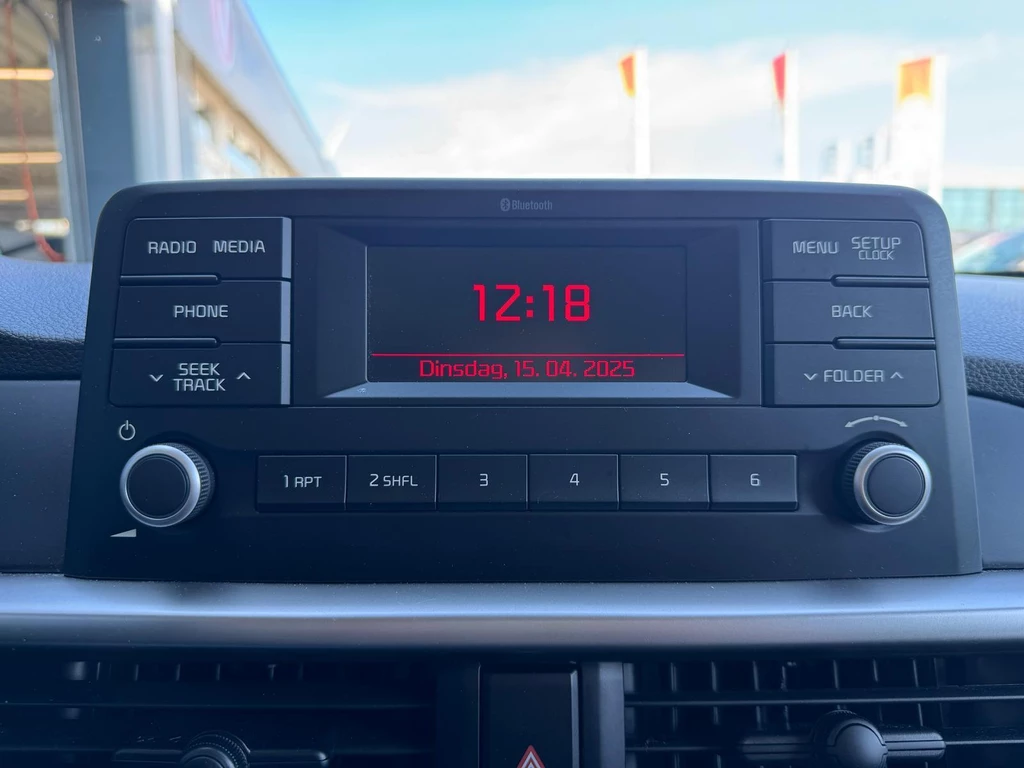 Bluetooth
RADIO MEDIA
MENU SETUP
CLOCK
12:18
PHONE
BACK
SEEK
TRACK
FOLDER
Dinsdag, 15. 04. 2025
1 RPT
2 SHFL
3
4
5
6